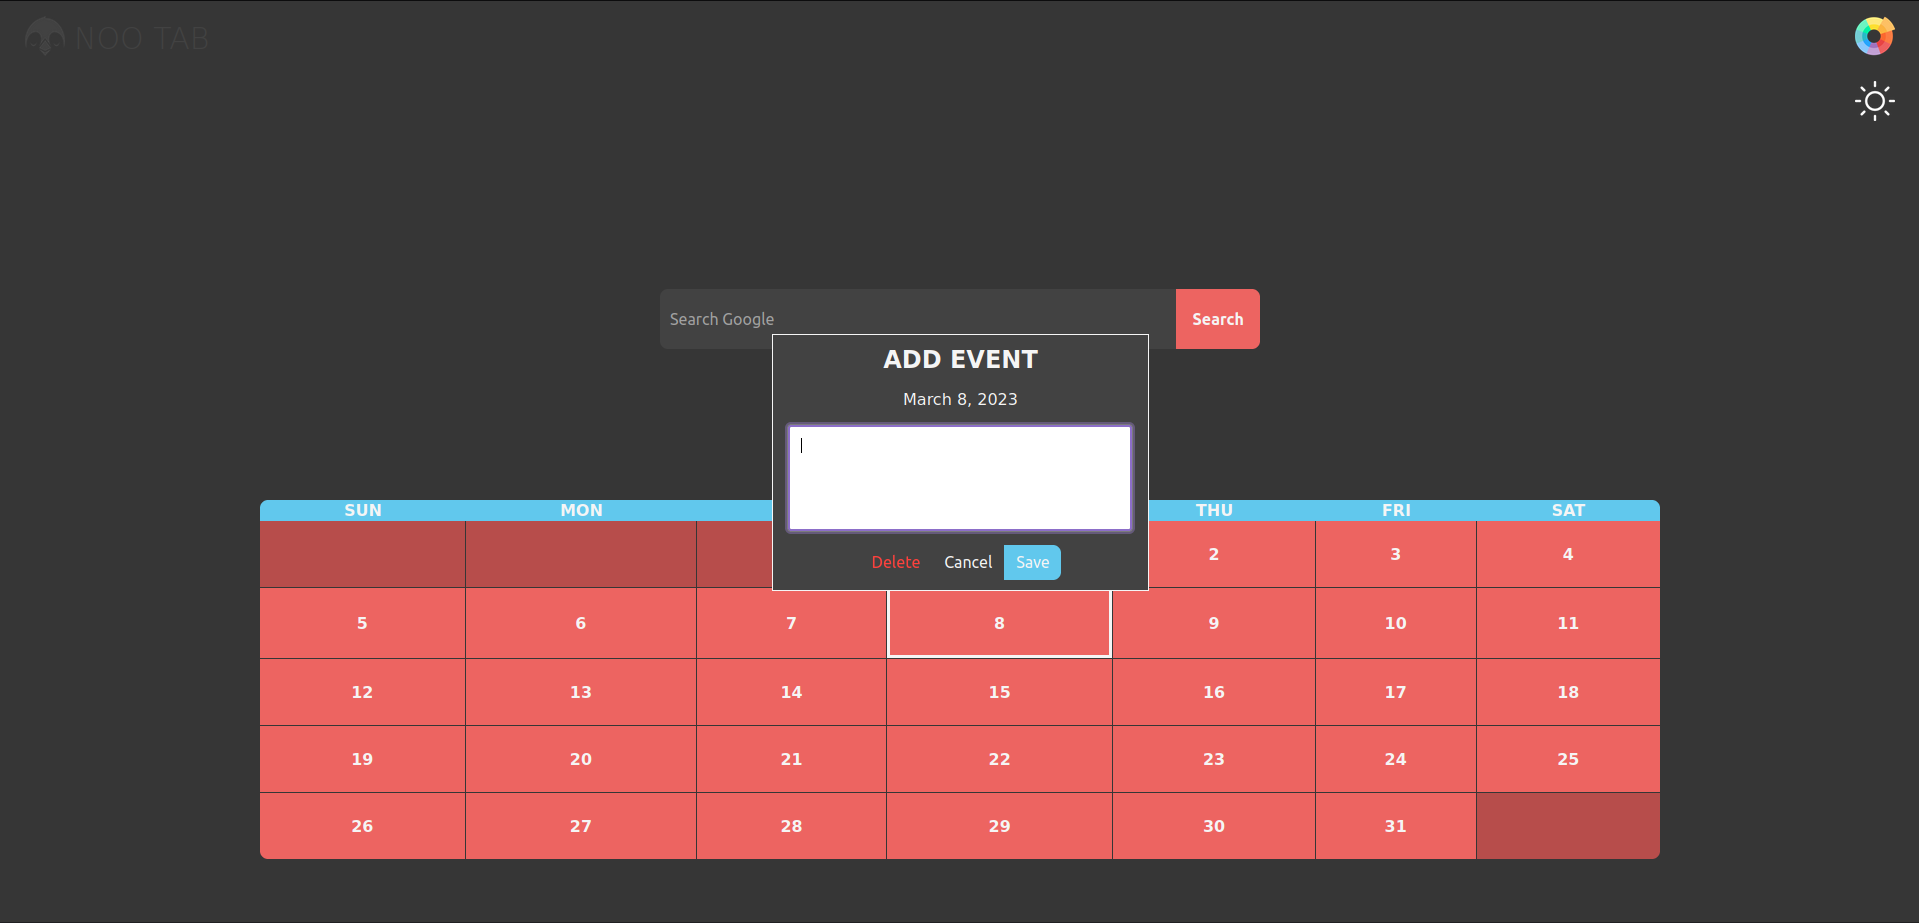 NOO TAB
Search Google
Search
ADD EVENT
March 8, 2023
Delete Cancel Save
SUN MON THU FRI SAT
2 3 4
5 6 7 8 9 10 11
12 13 14 15 16 17 18
19 20 21 22 23 24 25
26 27 28 29 30 31